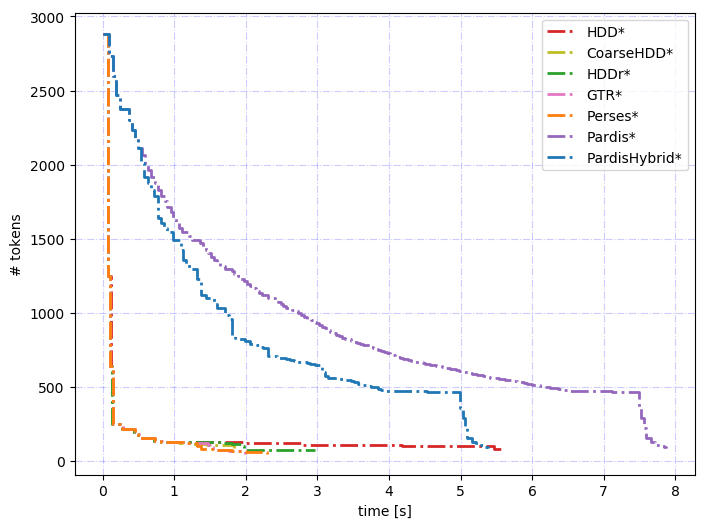 3000
2500
2000
1500
1000
500
0
# tokens
0 1 2 3 4 5 6 7 8
time [s]
HDD*
CoarseHDD*
HDDr*
GTR*
Perses*
Pardis*
PardisHybrid*